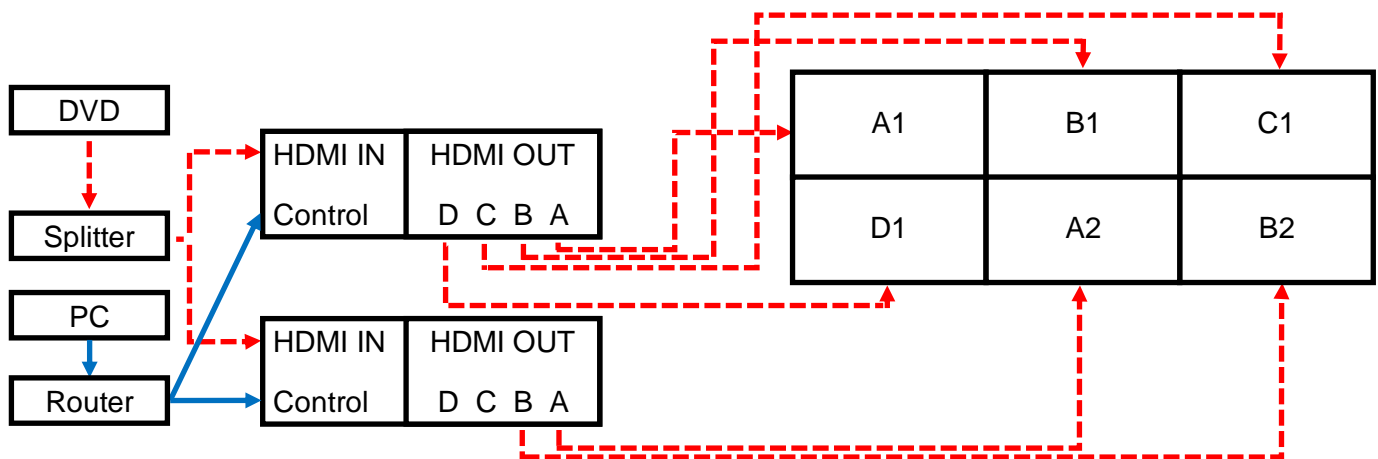 DVD
Splitter
PC
Router
HDMI IN
HDMI OUT
Control
D C B A
HDMI IN
HDMI OUT
Control
D C B A
A1
B1
C1
D1
A2
B2